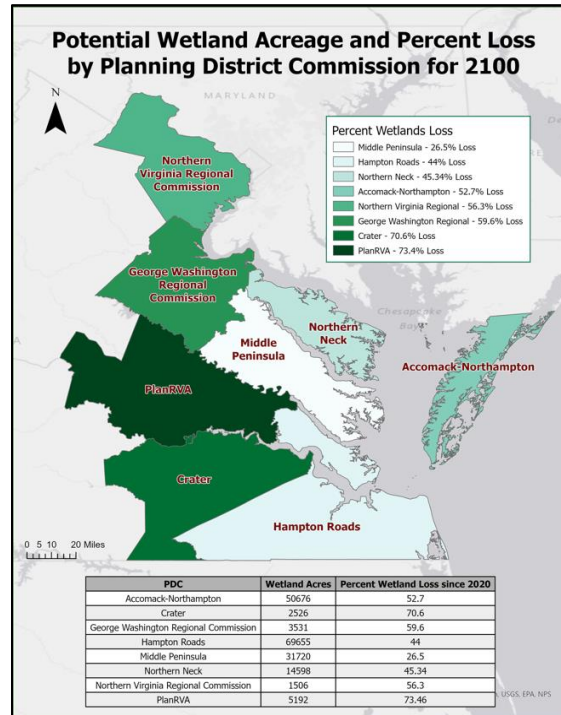 Potential Wetland Acreage and Percent Loss
by Planning District Commission for 2100
MARYLAND
N
Percent Wetlands Loss
Middle Peninsula - 26.5% Loss
Hampton Roads - 44% Loss
Northern Neck - 45.34% Loss
Accomack-Northampton - 52.7% Loss
Northern Virginia Regional - 56.3% Loss
George Washington Regional - 59.6% Loss
Crater - 70.6% Loss
PlanRVA - 73.4% Loss
Northern
Virginia Regional
Commission
George Washington
Regional
Commission
Chesapeake
Bay
Northern
Neck
Middle
Peninsula
Accomack-Northampton
PlanRVA
Crater
Hampton Roads
0 5 10 20 Miles
PDC Wetland Acres Percent Wetland Loss since 2020
Accomack-Northampton 50676 52.7
Crater 2526 70.6
George Washington Regional Commission 3531 59.6
Hampton Roads 69655 44
Middle Peninsula 31720 26.5
Northern Neck 14598 45.34
Northern Virginia Regional Commission 1506 56.3
PlanRVA 5192 73.46
, USGS, EPA, NPS